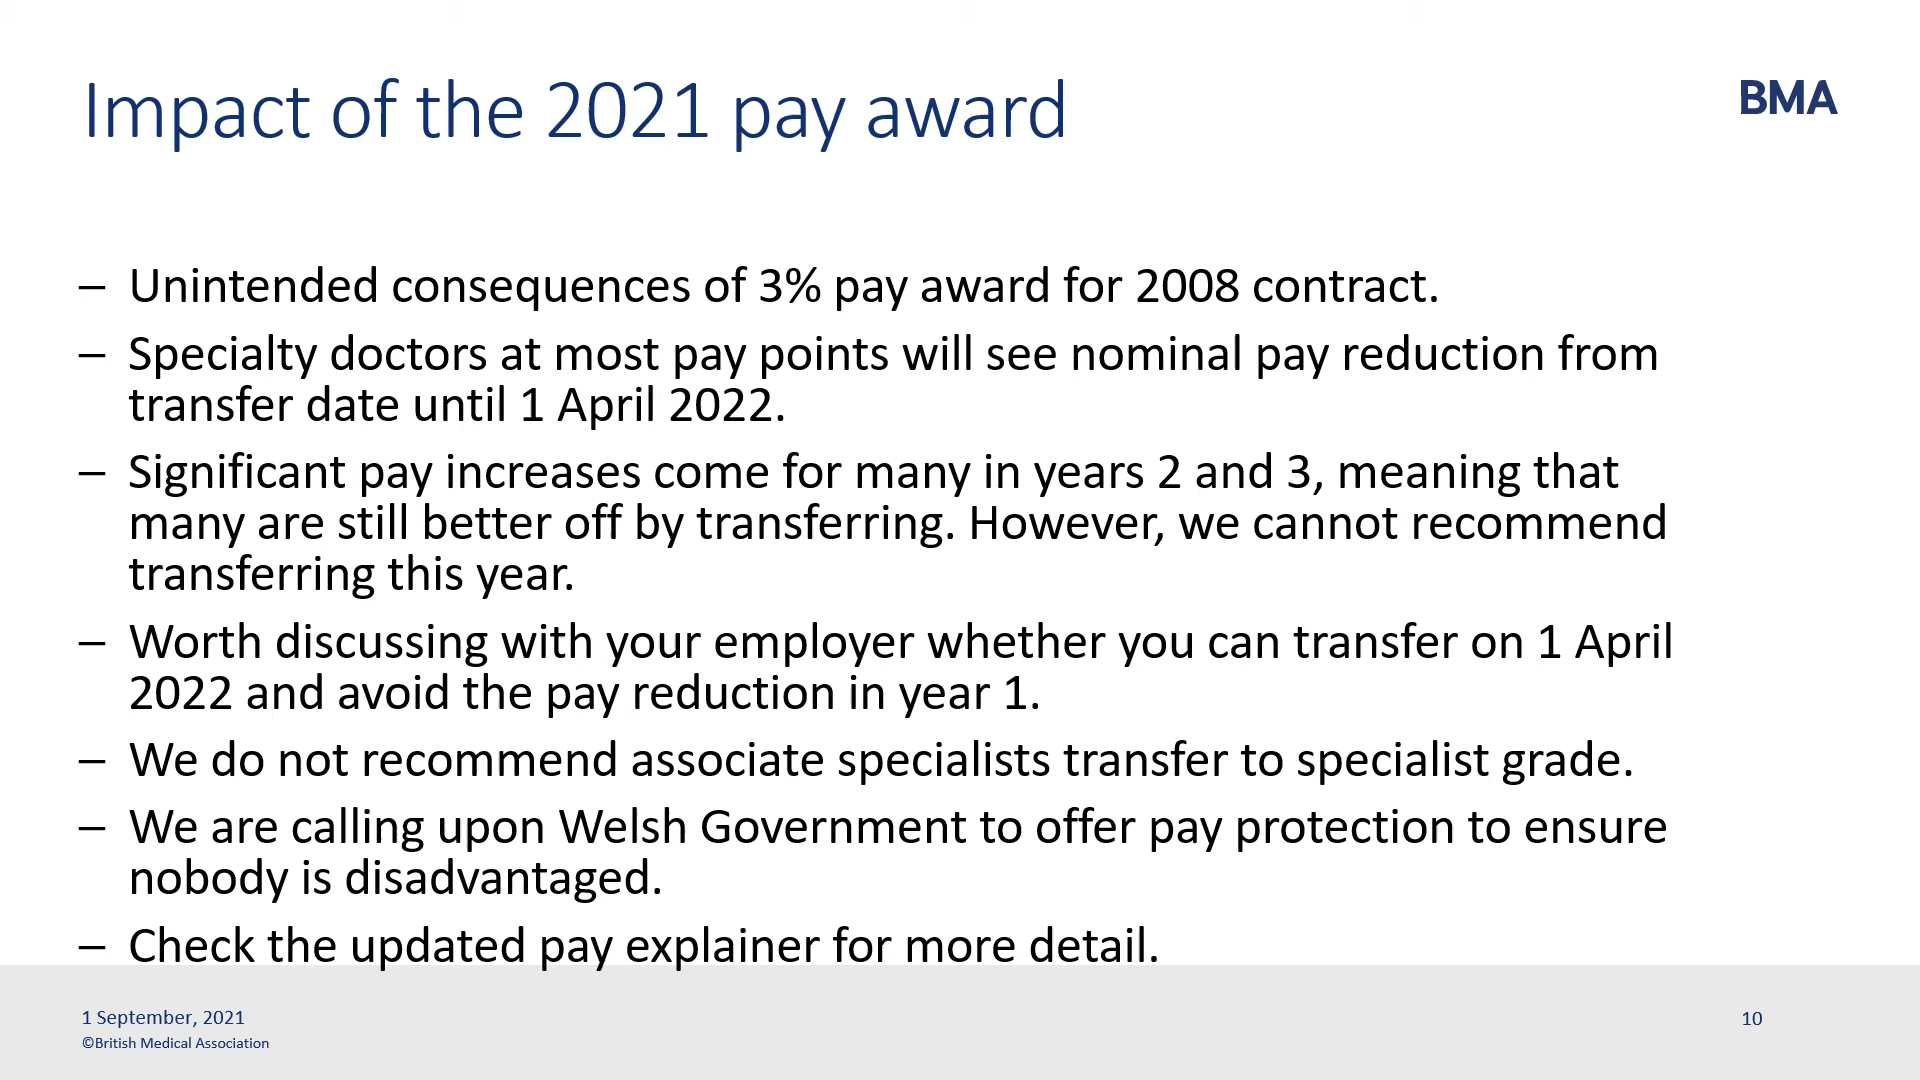 Impact of the 2021 pay award
BMA
– Unintended consequences of 3% pay award for 2008 contract.
– Specialty doctors at most pay points will see nominal pay reduction from
transfer date until 1 April 2022.
– Significant pay increases come for many in years 2 and 3, meaning that
many are still better off by transferring. However, we cannot recommend
transferring this year.
– Worth discussing with your employer whether you can transfer on 1 April
2022 and avoid the pay reduction in year 1.
– We do not recommend associate specialists transfer to specialist grade.
– We are calling upon Welsh Government to offer pay protection to ensure
nobody is disadvantaged.
– Check the updated pay explainer for more detail.
1 September, 2021
10
©British Medical Association